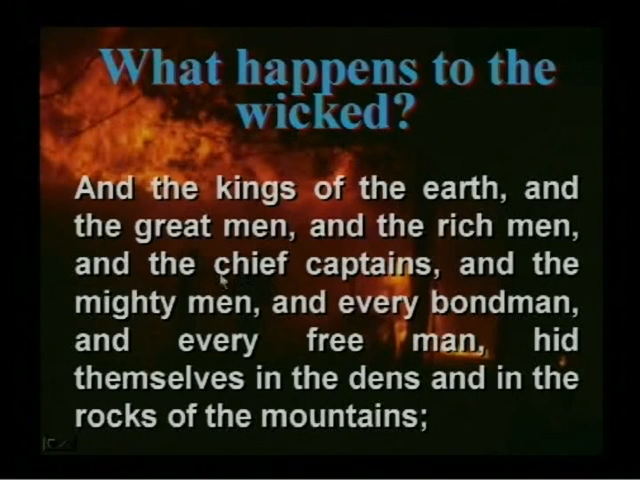 What happens to the
wicked?
And the kings of the earth, and
the great men, and the rich men,
and the chief captains, and the
mighty men, and every bondman,
and every free man, hid
themselves in the dens and in the
rocks of the mountains;